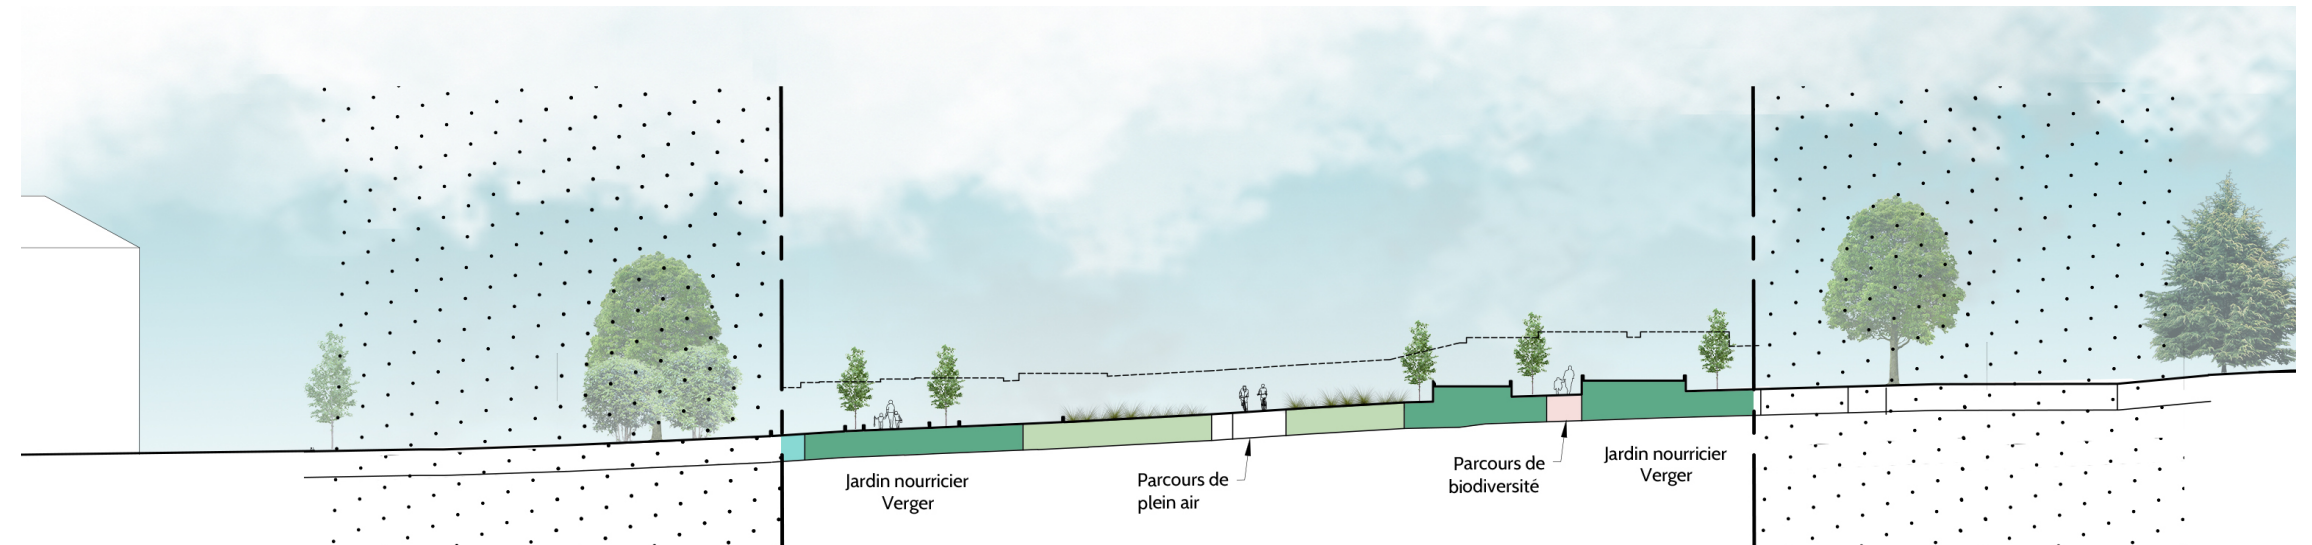 Jardin nourricier
Verger
Parcours de
plein air
Parcours de
biodiversité
Jardin nourricier
Verger